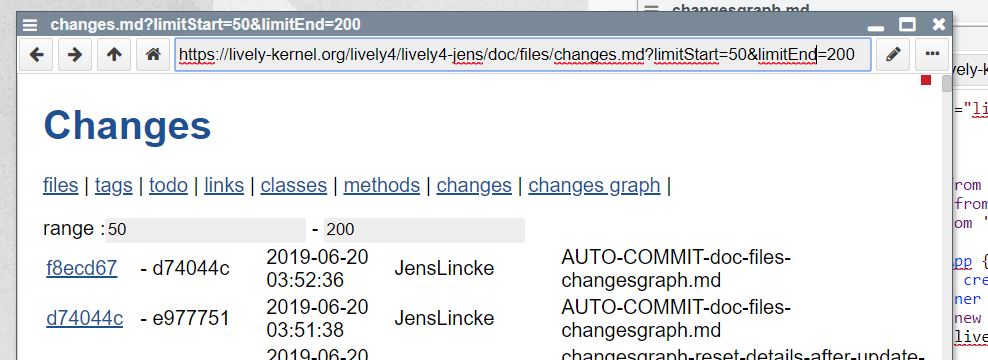 changesgraph.md
changes.md?limitStart=50&limitEnd=200
https://lively-kernel.org/lively4/lively4-jens/doc/files/changes.md?limitStart=50&limitEnd=200
Changes
files | tags | todo | links | classes | methods | changes | changes graph |
range : 50 - 200
f8ecd67 - d74044c 2019-06-20 03:52:36 JensLincke AUTO-COMMIT-doc-files-changesgraph.md
d74044c - e977751 2019-06-20 03:51:38 JensLincke AUTO-COMMIT-doc-files-changesgraph.md
2019-06-20 changesgraph-reset-details-after-update-
ively-k
="li
rom
from
om '
pp {
cre
ner
new
live